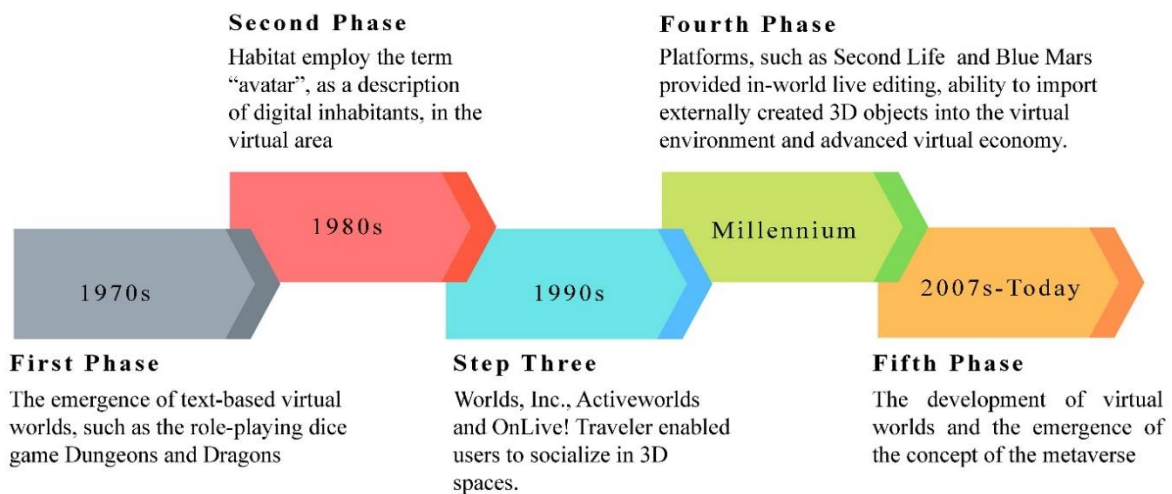 Second Phase
Habitat employ the term
“avatar”, as a description
of digital inhabitants, in the
virtual area
Fourth Phase
Platforms, such as Second Life and Blue Mars
provided in-world live editing, ability to import
externally created 3D objects into the virtual
environment and advanced virtual economy.
1970s
1980s
1990s
Millennium
2007s-Today
First Phase
The emergence of text-based virtual
worlds, such as the role-playing dice
game Dungeons and Dragons
Step Three
Worlds, Inc., Activeworlds
and OnLive! Traveler enabled
users to socialize in 3D
spaces.
Fifth Phase
The development of virtual
worlds and the emergence of
the concept of the metaverse